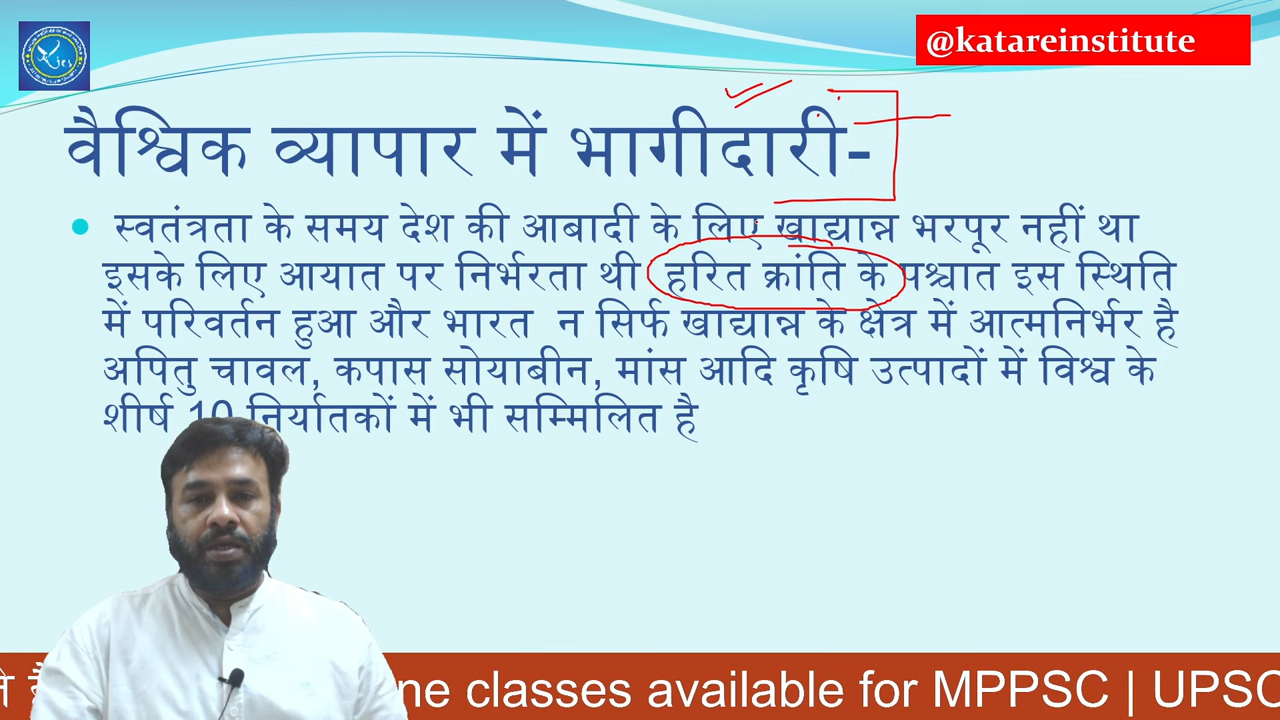 @katareinstitute
वैश्विक व्यापार में भागीदारी-
स्वतंत्रता के समय देश की आबादी के लिए खाद्यान्न भरपूर नहीं था
इसके लिए आयात पर निर्भरता थी हरित क्रांति के पश्चात इस स्थिति
में परिवर्तन हुआ और भारत न सिर्फ खाद्यान्न के क्षेत्र में आत्मनिर्भर है
अपितु चावल, कपास सोयाबीन, मांस आदि कृषि उत्पादों में विश्व के
शीर्ष 10 निर्यातकों में भी सम्मिलित है
classes available for MPPSC | UPSC